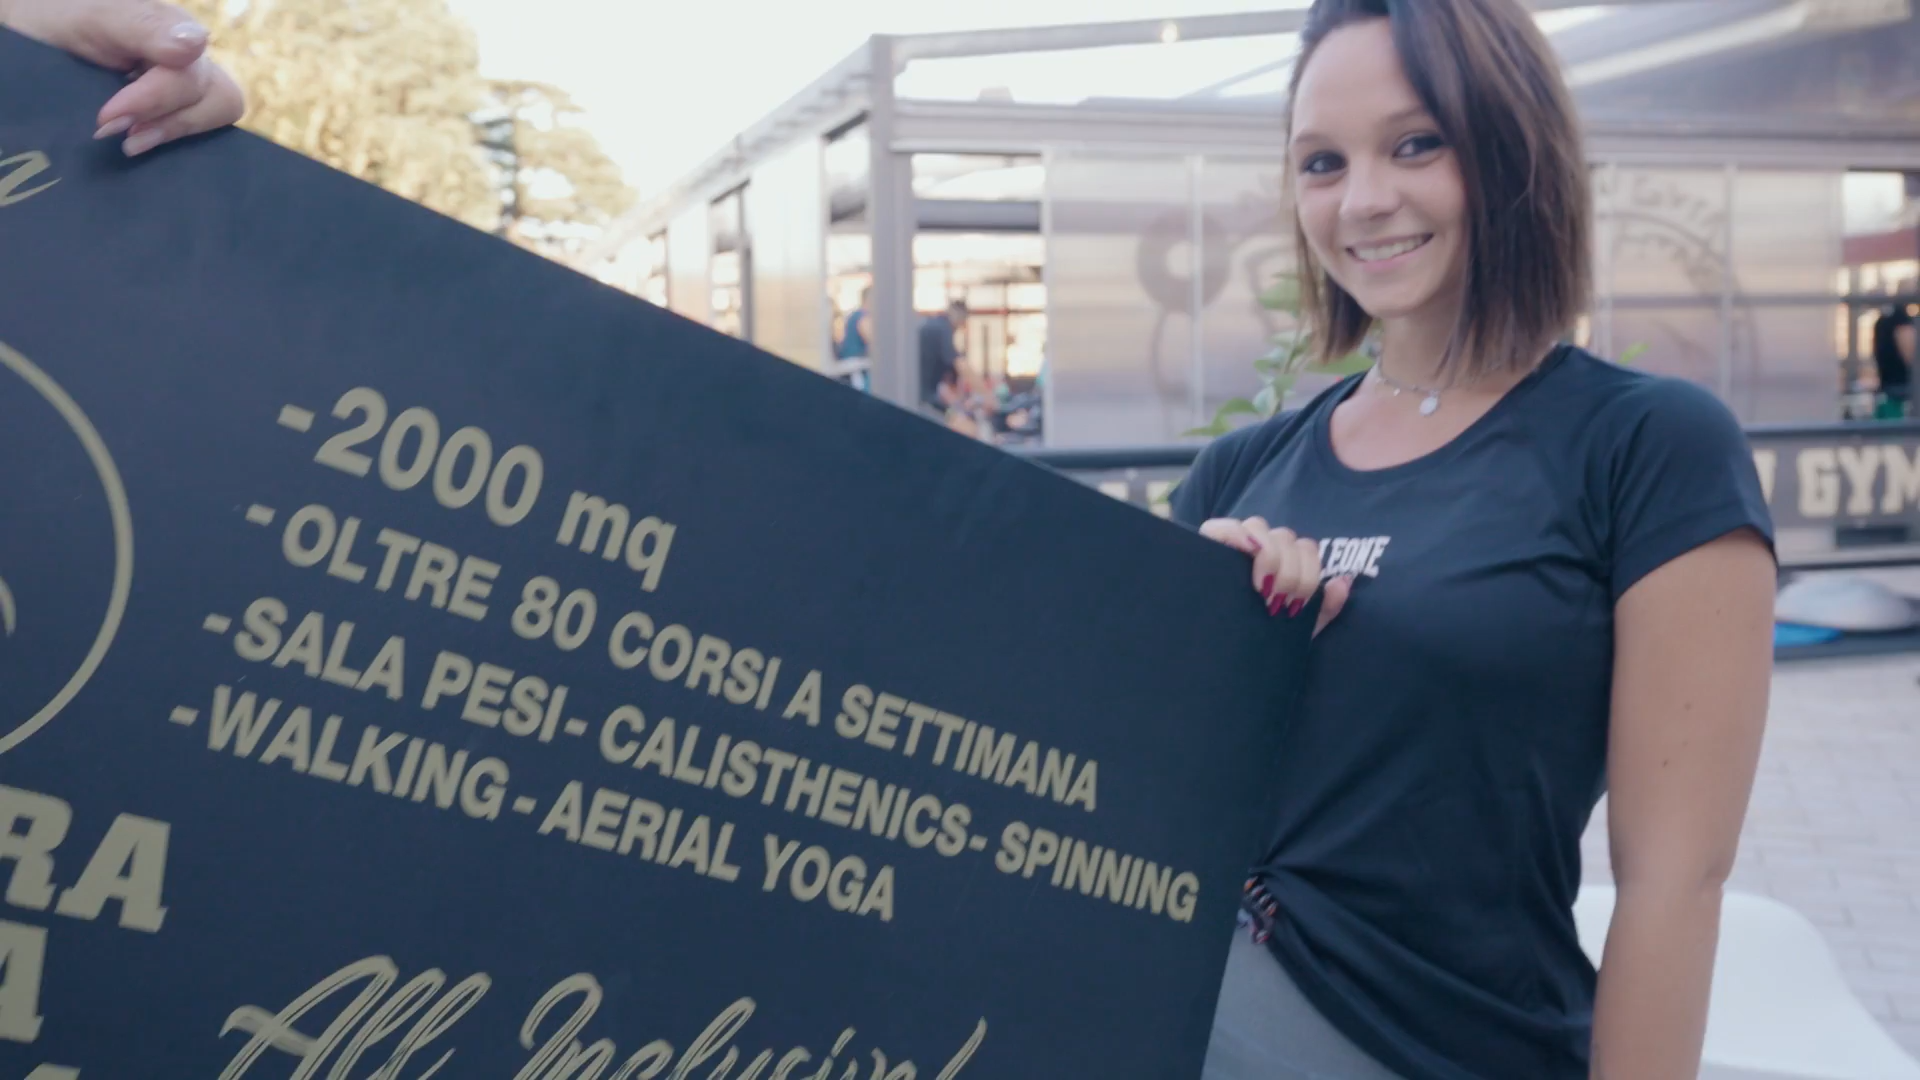 -2000 mq
-OLTRE 80 CORSI A SETTIMANA
-SALA PESI- CALISTHENICS- SPINNING
-WALKING - AERIAL YOGA
All Inclusive!
RA
A
LEONE
GYM